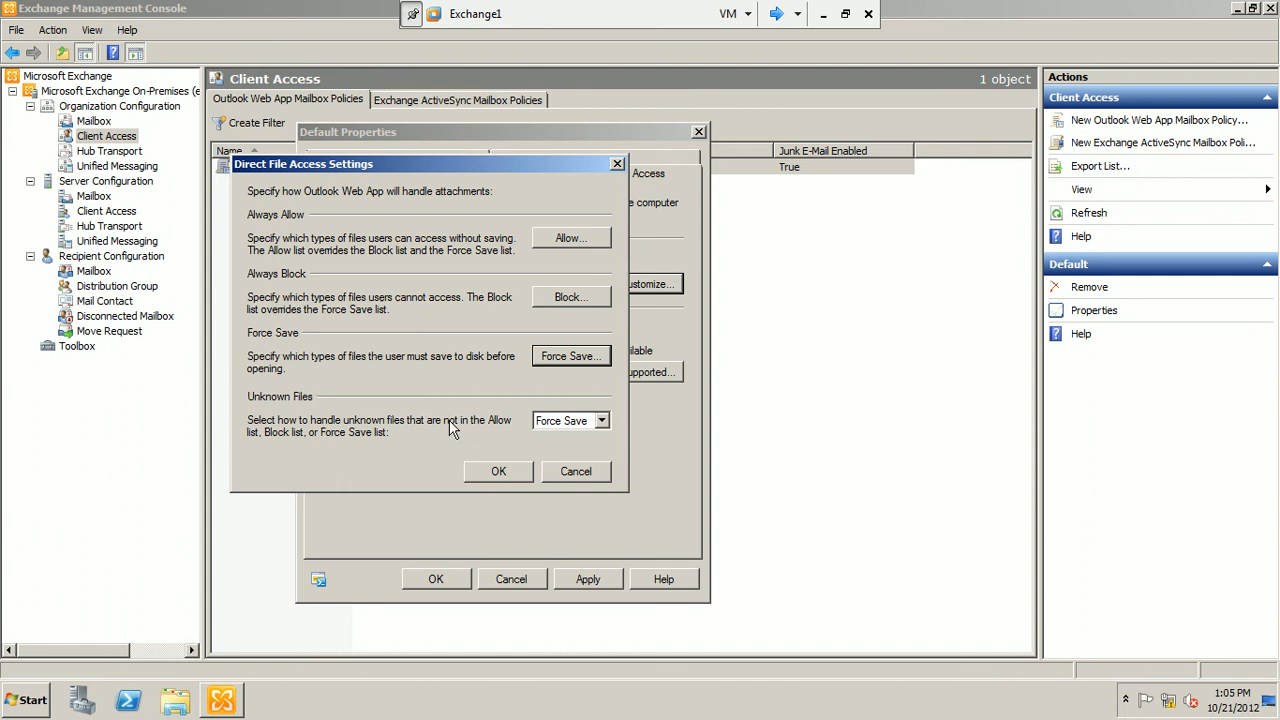 Exchange Management Console
Exchange1
VM
File Action View Help
Microsoft Exchange
Microsoft Exchange On-Premises (e
Organization Configuration
Mailbox
Client Access
Hub Transport
Unified Messaging
Server Configuration
Mailbox
Client Access
Hub Transport
Unified Messaging
Recipient Configuration
Mailbox
Distribution Group
Mail Contact
Disconnected Mailbox
Move Request
Toolbox
Client Access
1 object
Outlook Web App Mailbox Policies
Exchange ActiveSync Mailbox Policies
Create Filter
Name
Junk E-Mail Enabled
True
Default Properties
Access
e computer
ustomize...
ilable
upported...
OK
Cancel
Apply
Help
Direct File Access Settings
Specify how Outlook Web App will handle attachments:
Always Allow
Specify which types of files users can access without saving.
The Allow list overrides the Block list and the Force Save list.
Allow...
Always Block
Specify which types of files users cannot access. The Block
list overrides the Force Save list.
Block...
Force Save
Specify which types of files the user must save to disk before
opening.
Force Save...
Unknown Files
Select how to handle unknown files that are not in the Allow
list, Block list, or Force Save list:
Force Save
OK
Cancel
Actions
Client Access
New Outlook Web App Mailbox Policy...
New Exchange ActiveSync Mailbox Poli...
Export List...
View
Refresh
Help
Default
Remove
Properties
Help
Start
1:05 PM
10/21/2012